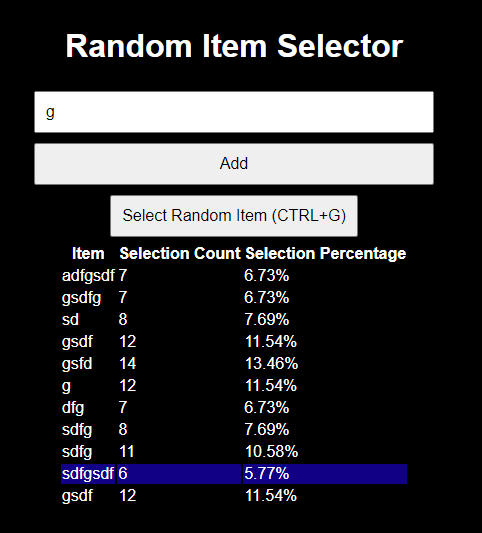 Random Item Selector
g
Add
Select Random Item (CTRL+G)
Item Selection Count Selection Percentage
adfgsdf 7 6.73%
gsdfg 7 6.73%
sd 8 7.69%
gsdf 12 11.54%
gsfd 14 13.46%
g 12 11.54%
dfg 7 6.73%
sdfg 8 7.69%
sdfg 11 10.58%
sdfgsdf 6 5.77%
gsdf 12 11.54%